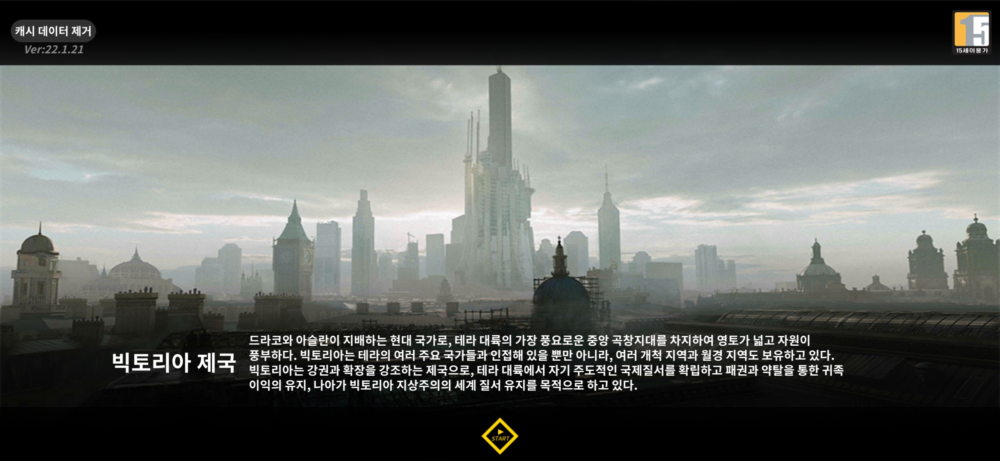 캐시 데이터 제거
Ver:22.1.21
15
15세이용가
빅토리아 제국
드라코와 아슬란이 지배하는 현대 국가로, 테라 대륙의 가장 풍요로운 중앙 곡창지대를 차지하여 영토가 넓고 자원이
풍부하다. 빅토리아는 테라의 여러 주요 국가들과 인접해 있을 뿐만 아니라, 여러 개척 지역과 월경 지역도 보유하고 있다.
빅토리아는 강권과 확장을 강조하는 제국으로, 테라 대륙에서 자기 주도적인 국제질서를 확립하고 패권과 약탈을 통한 귀족
이익의 유지, 나아가 빅토리아 지상주의의 세계 질서 유지를 목적으로 하고 있다.
START